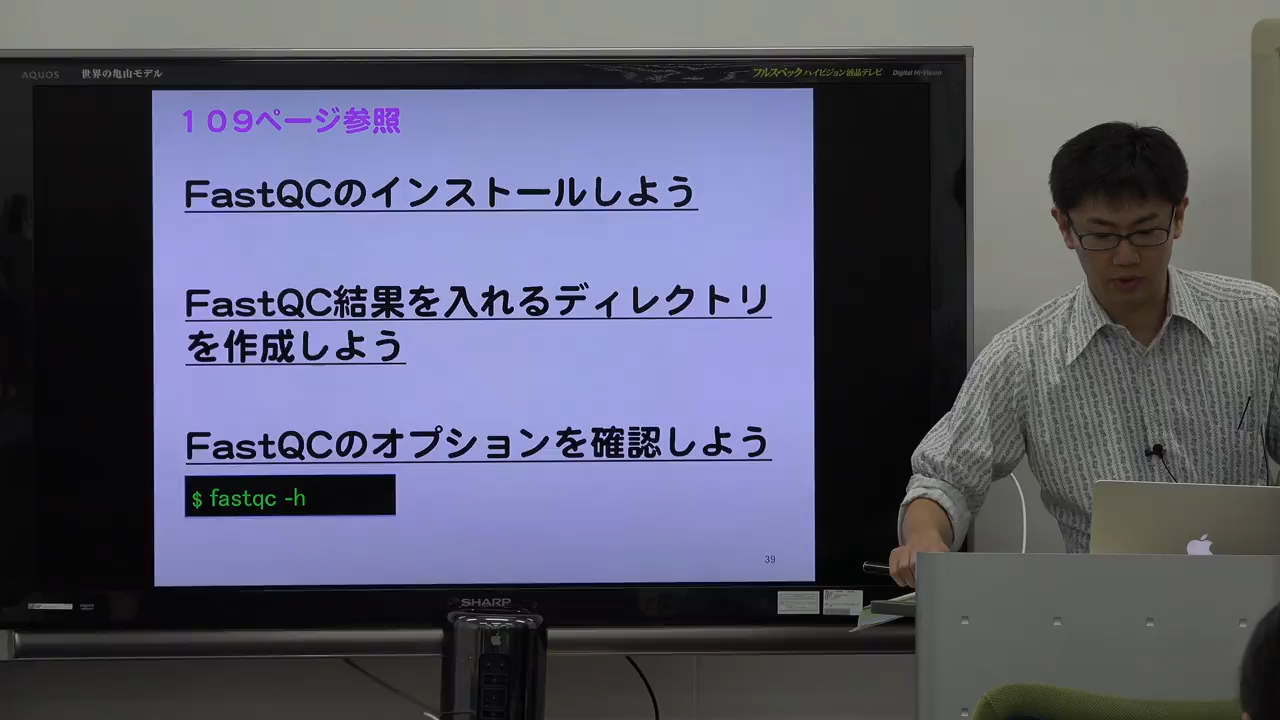 AQUOS 世界の亀山モデル
フルスペックハイビジョン液晶テレビ Digital Hi-Vision
109ページ参照
FastQCのインストールしよう
FastQC結果を入れるディレクトリ
を作成しよう
FastQCのオプションを確認しよう
$ fastqc -h
39
SHARP